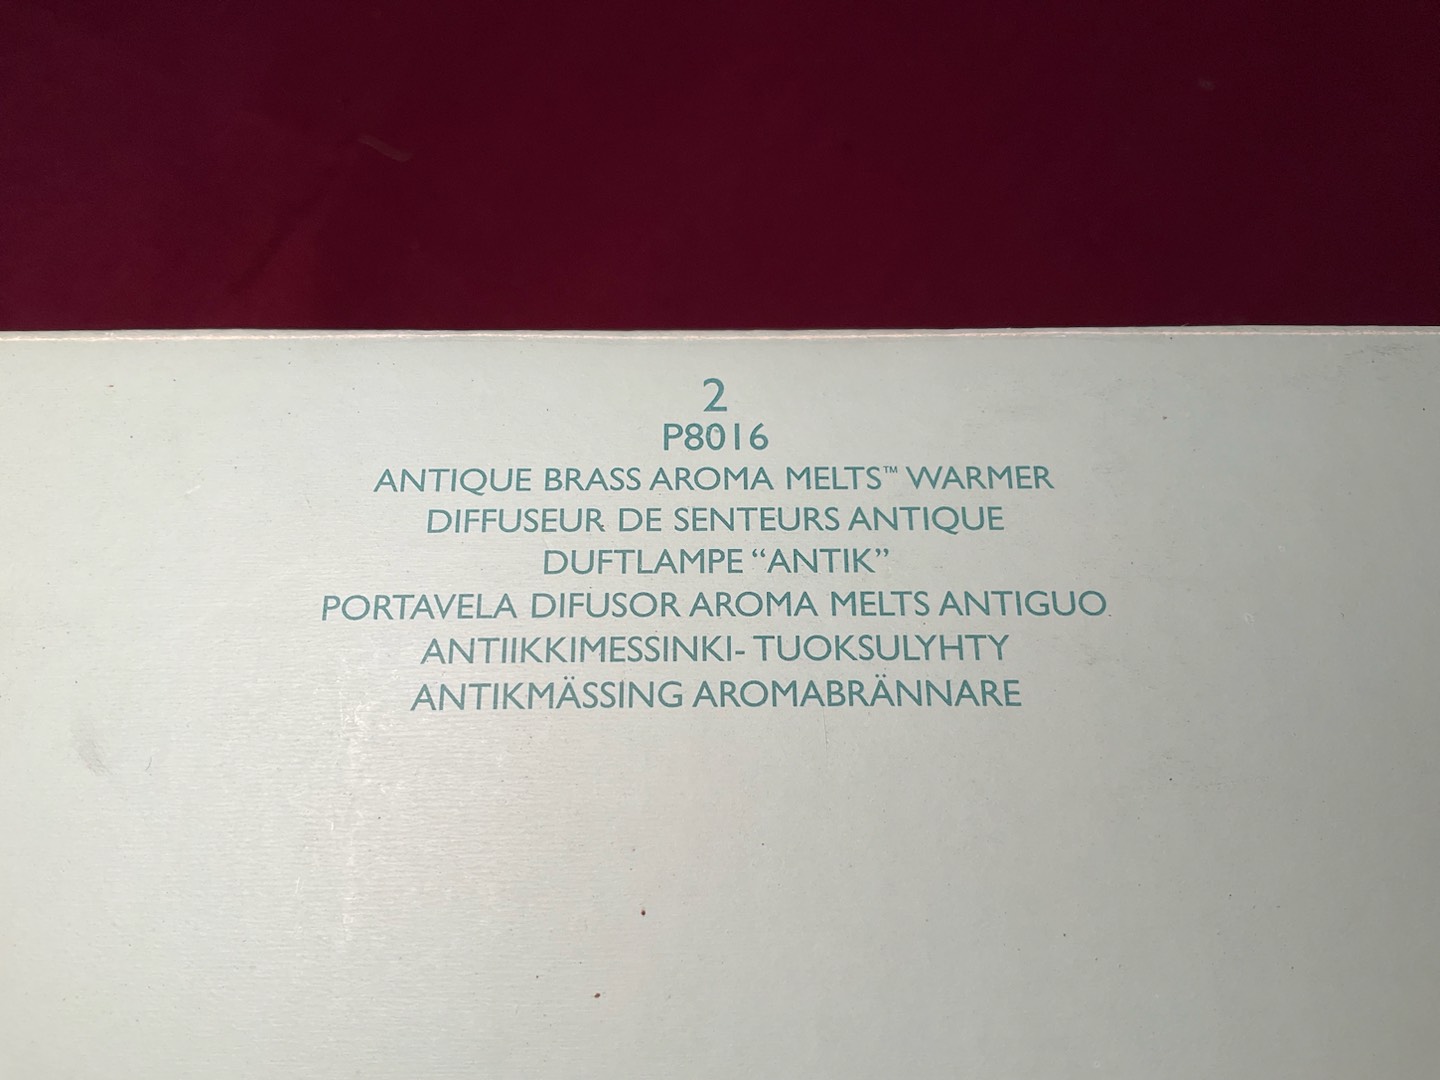 2
P8016
ANTIQUE BRASS AROMA MELTS™ WARMER
DIFFUSEUR DE SENTEURS ANTIQUE
DUFTLAMPE “ANTIK”
PORTAVELA DIFUSOR AROMA MELTS ANTIGUO
ANTIIKKIMESSINKI- TUOKSULYHTY
ANTIKMÄSSING AROMABRÄNNARE